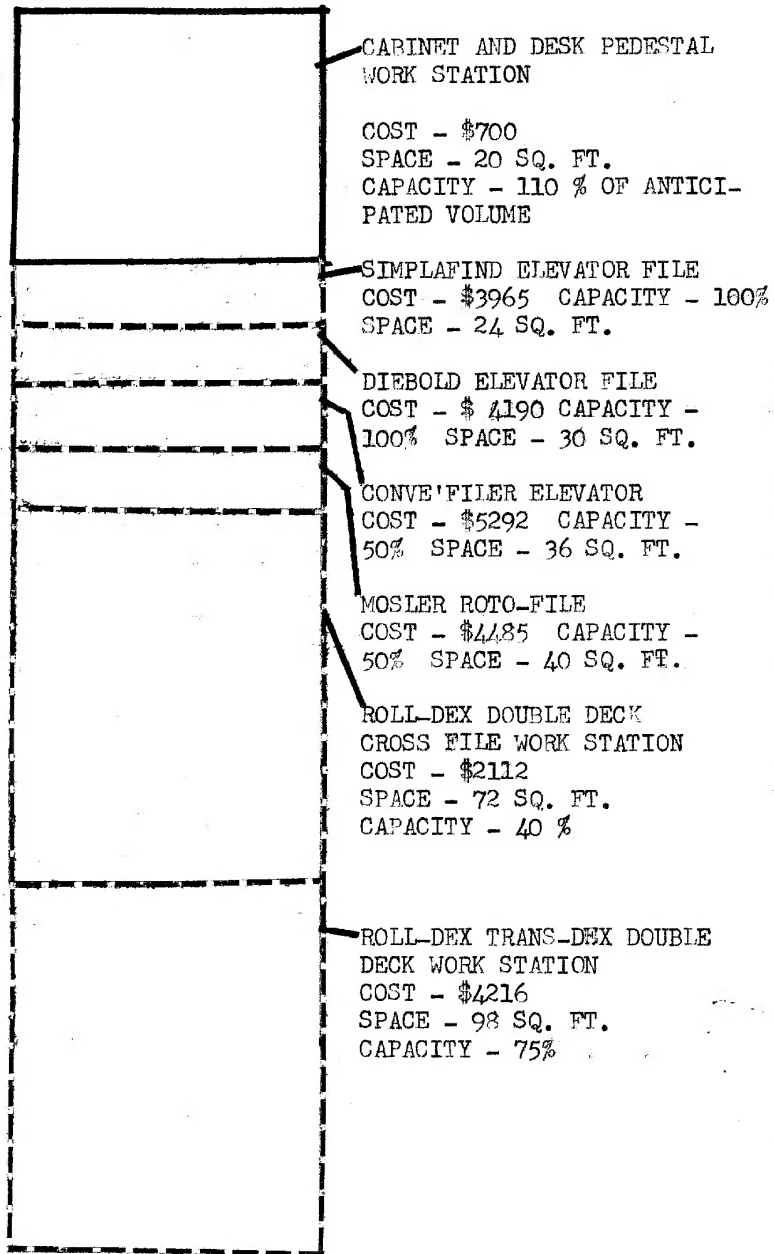 CABINET AND DESK PEDESTAL
WORK STATION
COST - $700
SPACE - 20 SQ. FT.
CAPACITY - 110 % OF ANTICI-
PATED VOLUME
SIMPLAFIND ELEVATOR FILE
COST - $3965 CAPACITY - 100%
SPACE - 24 SQ. FT.
DIEBOLD ELEVATOR FILE
COST - $ 4190 CAPACITY -
100% SPACE - 30 SQ. FT.
CONVE'FILER ELEVATOR
COST - $5292 CAPACITY -
50% SPACE - 36 SQ. FT.
MOSLER ROTO-FILE
COST - $4485 CAPACITY -
50% SPACE - 40 SQ. FT.
ROLL-DEX DOUBLE DECK
CROSS FILE WORK STATION
COST - $2112
SPACE - 72 SQ. FT.
CAPACITY - 40 %
ROLL-DEX TRANS-DEX DOUBLE
DECK WORK STATION
COST - $4216
SPACE - 98 SQ. FT.
CAPACITY - 75%